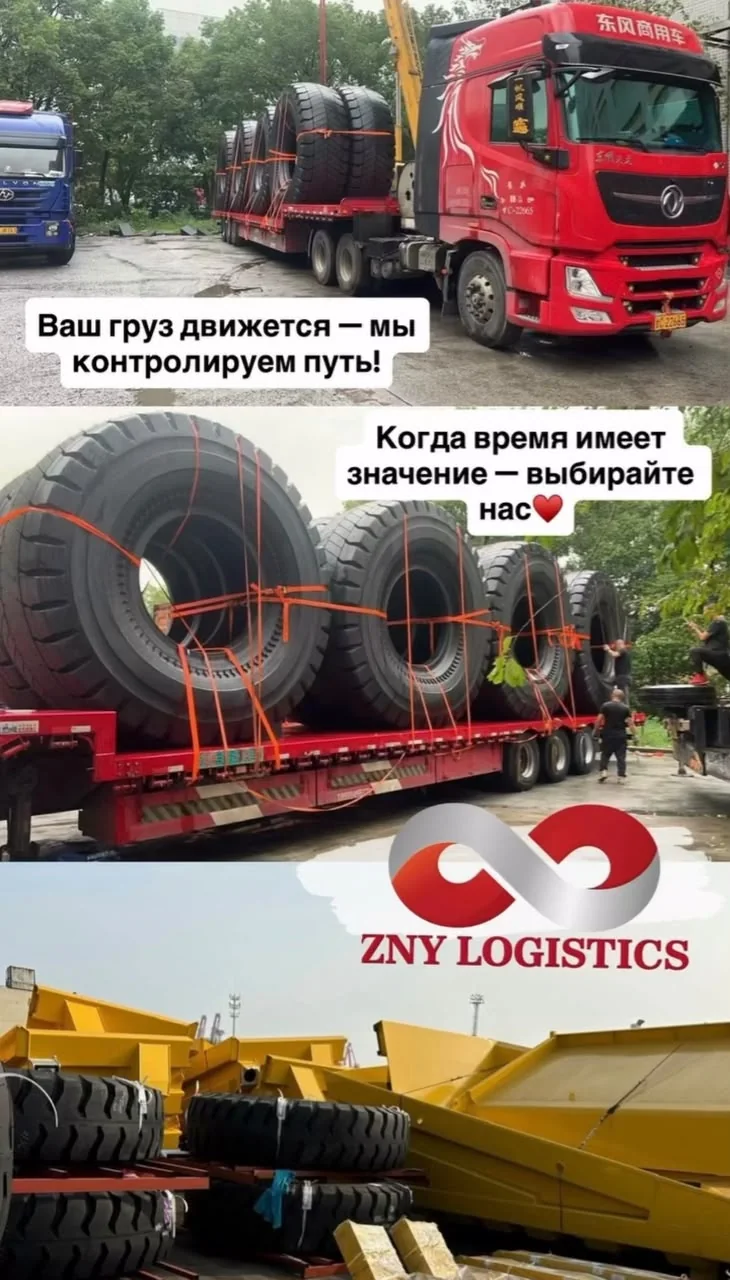 东风商用车
C-22665
Ваш груз движется — мы
контролируем путь!
Когда время имеет
значение — выбирайте
нас❤️
ZNY LOGISTICS